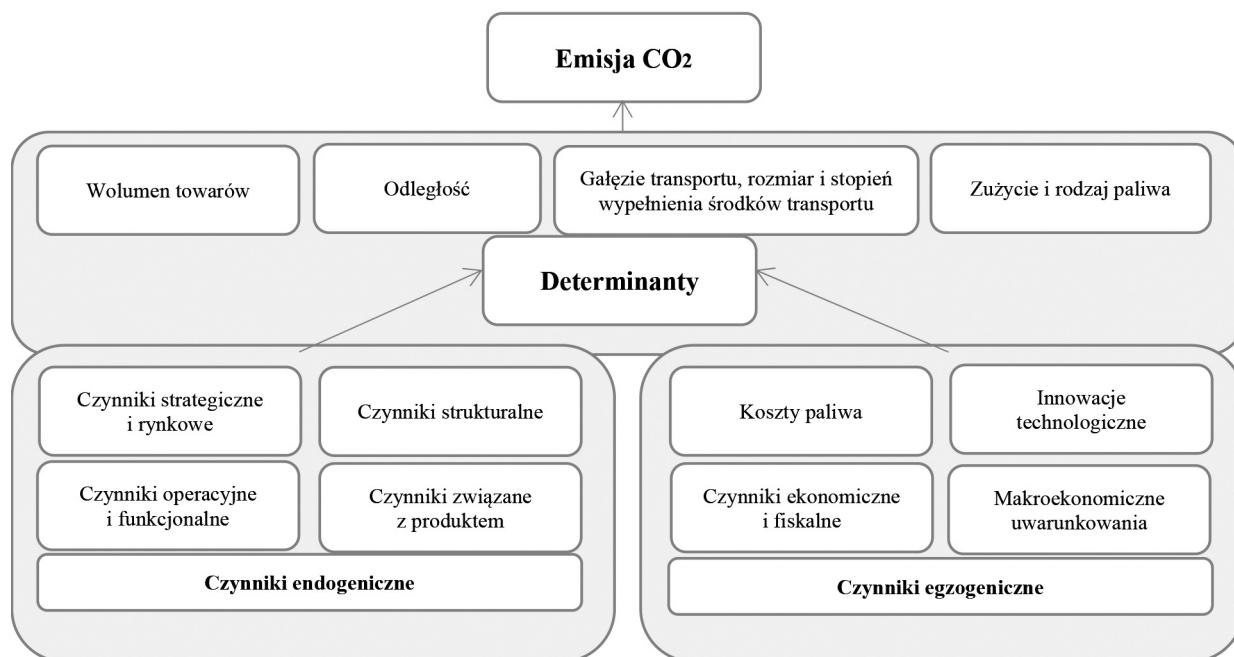 Emisja CO2
Wolumen towarów
Odległość
Gałęzie transportu, rozmiar i stopień
wypełnienia środków transportu
Zużycie i rodzaj paliwa
Determinanty
Czynniki strategiczne
i rynkowe
Czynniki strukturalne
Czynniki operacyjne
i funkcjonalne
Czynniki związane
z produktem
Czynniki endogeniczne
Koszty paliwa
Innowacje
technologiczne
Czynniki ekonomiczne
i fiskalne
Makroekonomiczne
uwarunkowania
Czynniki egzogeniczne